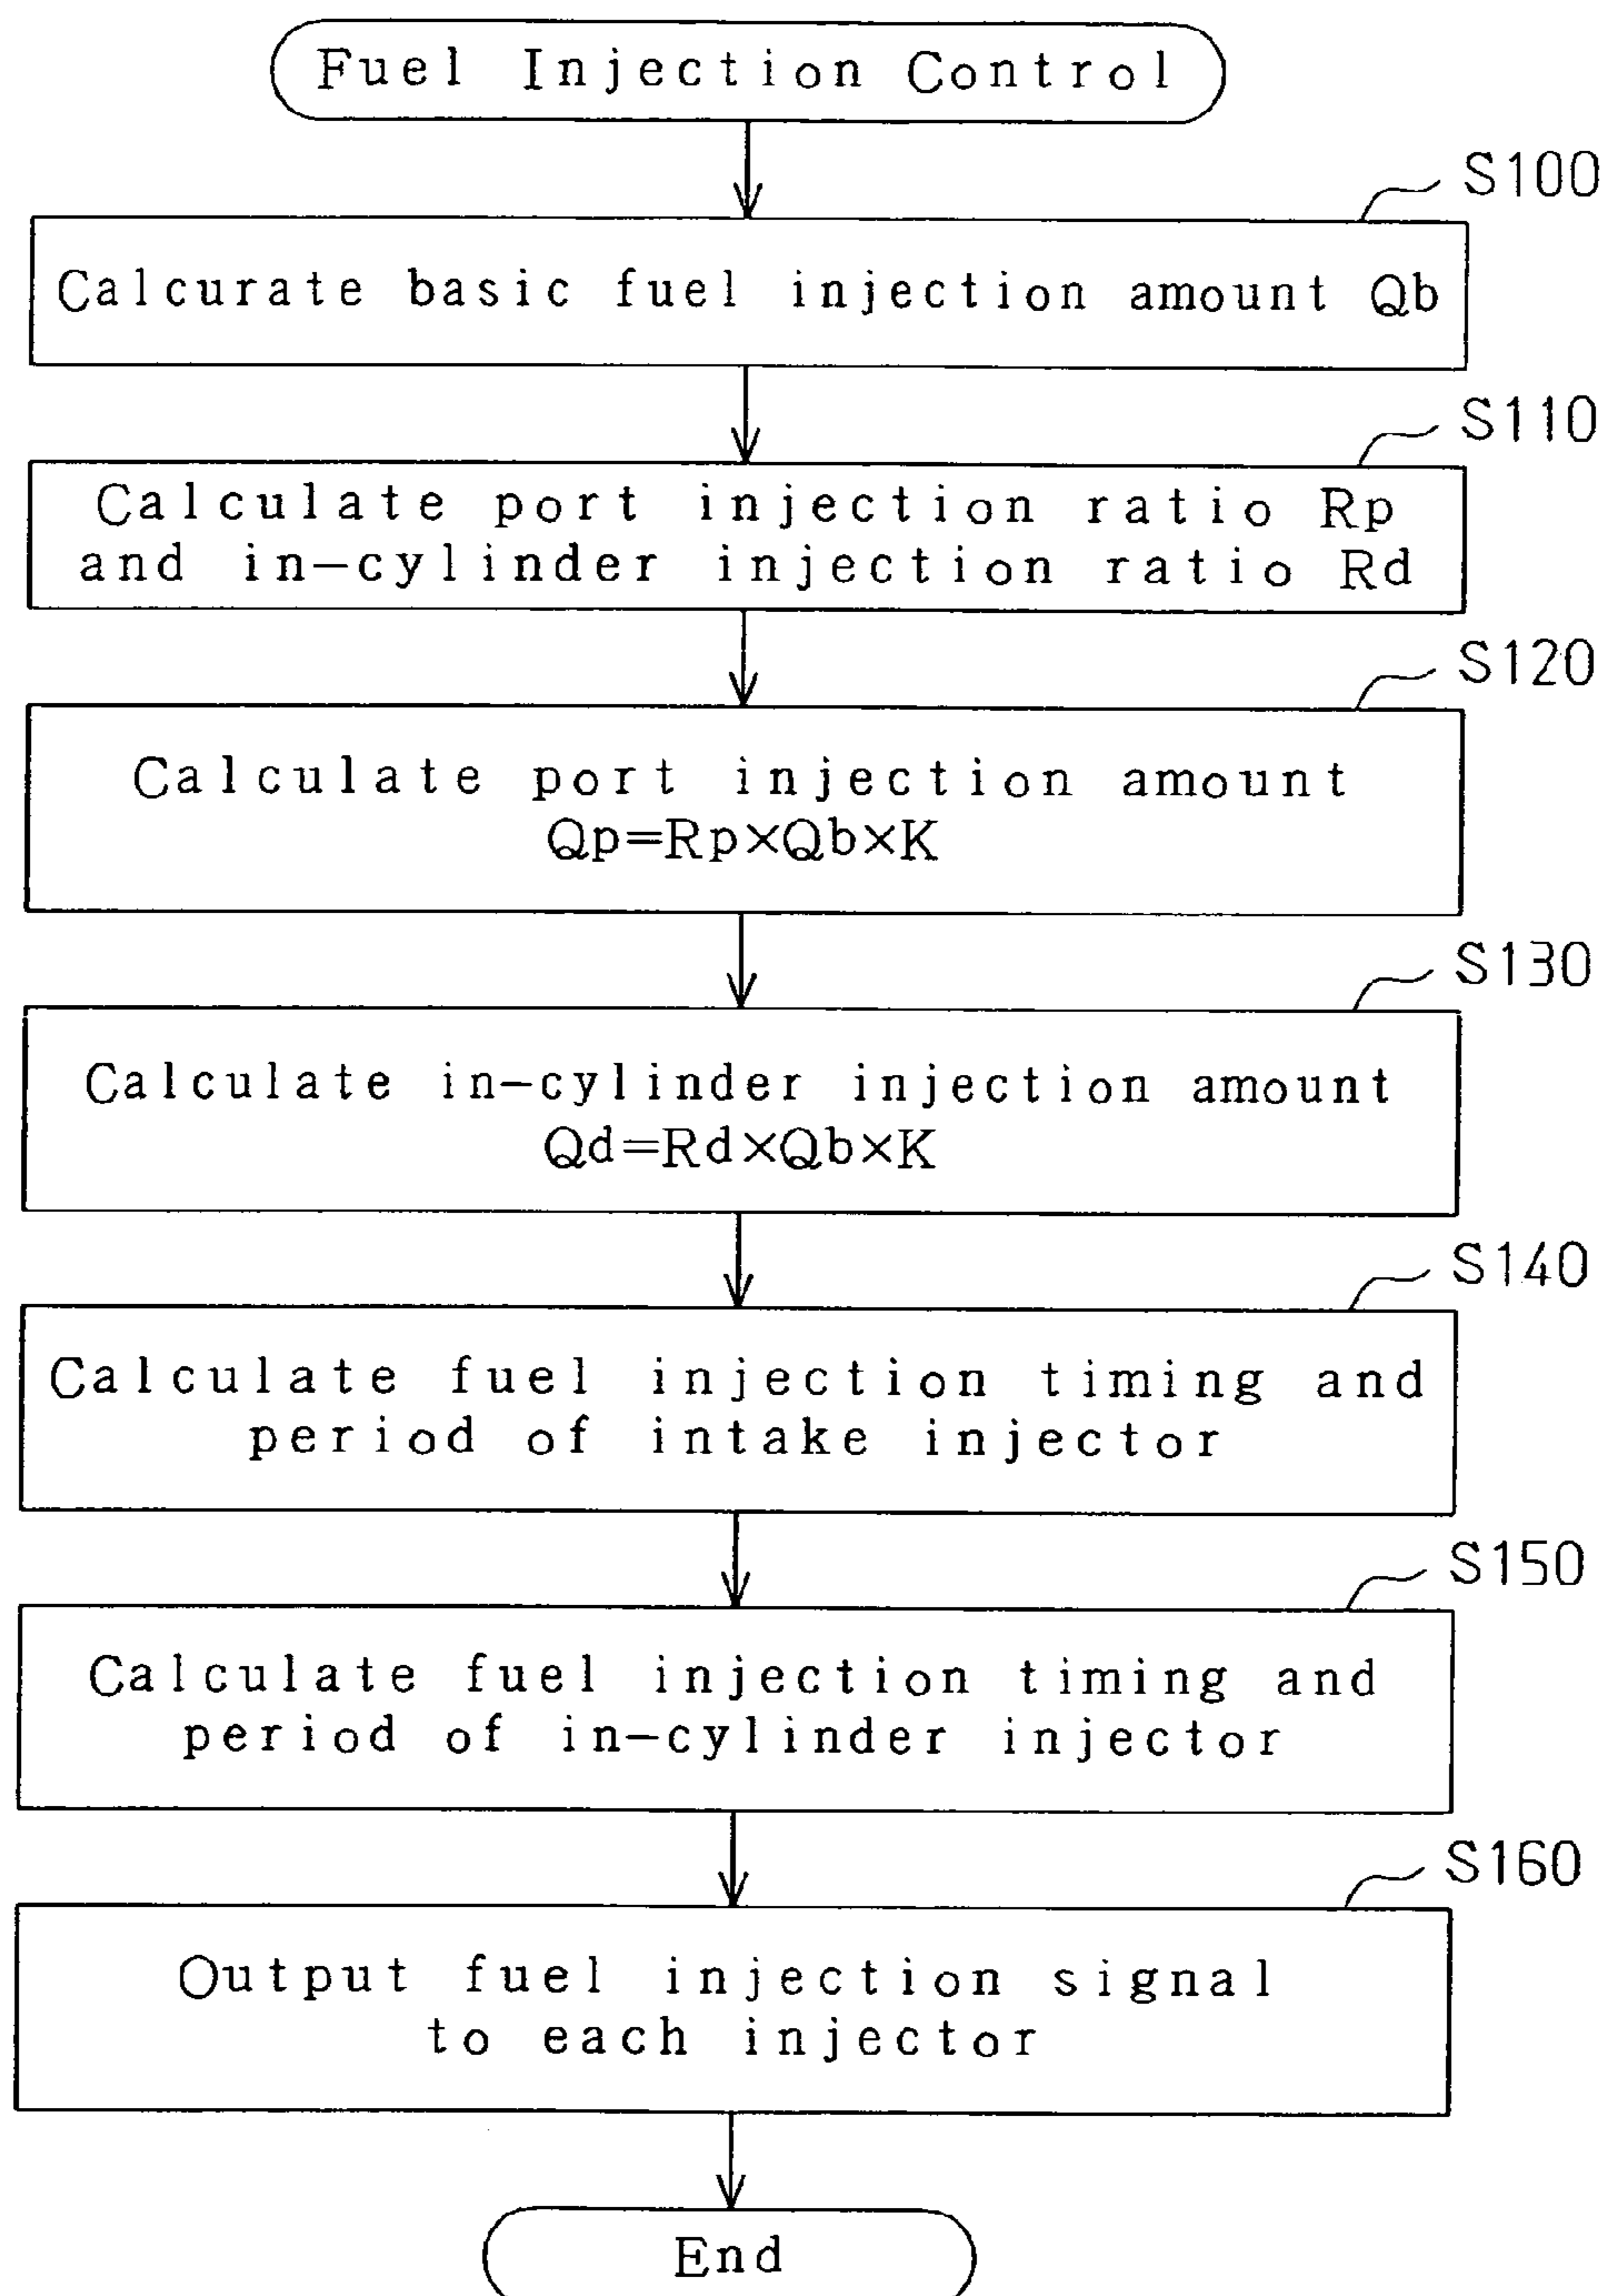 Fuel Injection Control
S100
Calcurate basic fuel injection amount Qb
S110
Calculate port injection ratio Rp
and in-cylinder injection ratio Rd
S120
Calculate port injection amount
Qp=Rp×Qb×K
S130
Calculate in-cylinder injection amount
Qd=Rd×Qb×K
S140
Calculate fuel injection timing and
period of intake injector
S150
Calculate fuel injection timing and
period of in-cylinder injector
S160
Output fuel injection signal
to each injector
End